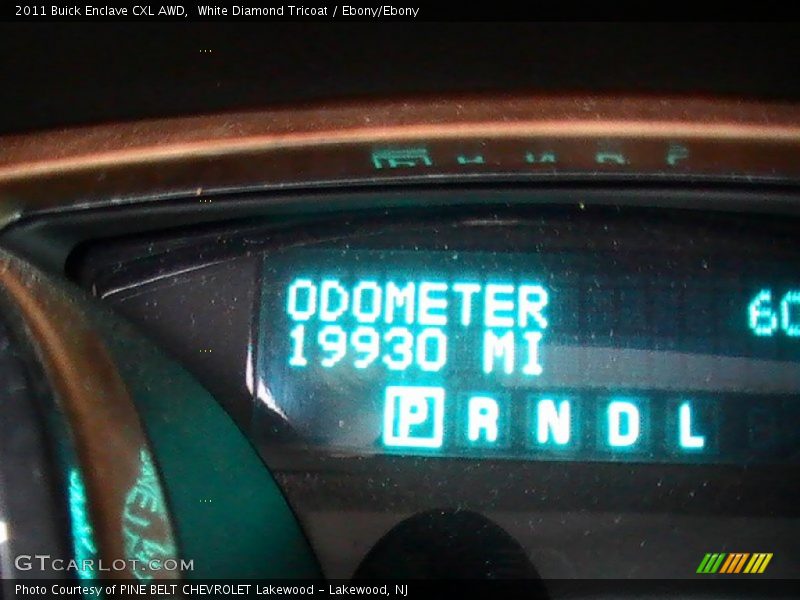 2011 Buick Enclave CXL AWD,  White Diamond Tricoat / Ebony/Ebony
ODOMETER
19930 MI
P R N D L
GTCARLOT.COM
Photo Courtesy of PINE BELT CHEVROLET Lakewood - Lakewood, NJ